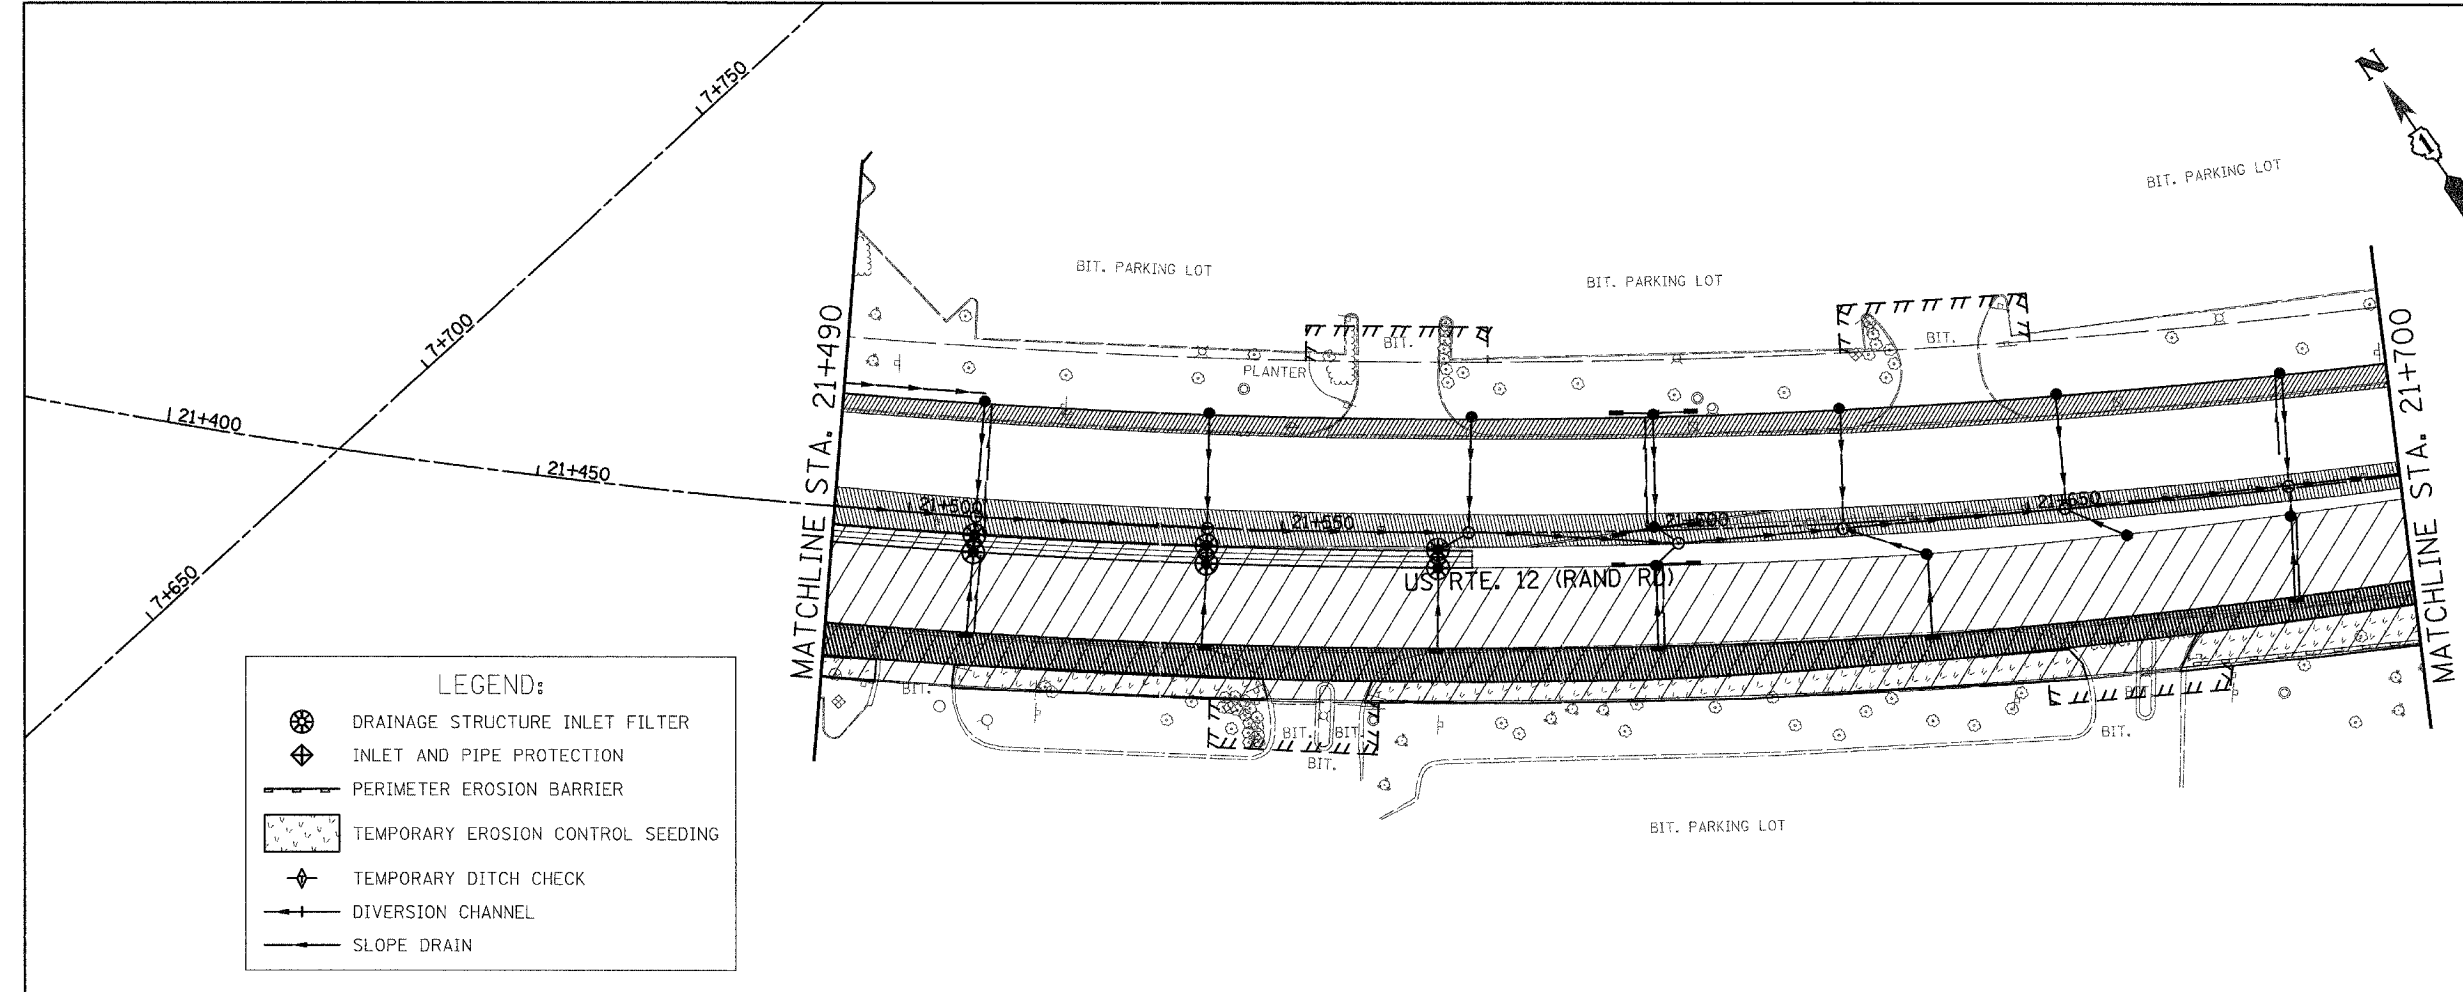 7+750
N
1
BIT. PARKING LOT
BIT. PARKING LOT
BIT. PARKING LOT
7+700
MATCHLINE STA. 21+490
MATCHLINE STA. 21+700
BIT.
BIT.
PLANTER
21+400
21+450
21+500
21+550
21+600
21+650
US RTE. 12 (RAND RD)
7+650
BIT.
BIT.
BIT.
BIT.
BIT.
BIT.
BIT. PARKING LOT
LEGEND:
DRAINAGE STRUCTURE INLET FILTER
INLET AND PIPE PROTECTION
PERIMETER EROSION BARRIER
TEMPORARY EROSION CONTROL SEEDING
TEMPORARY DITCH CHECK
DIVERSION CHANNEL
SLOPE DRAIN